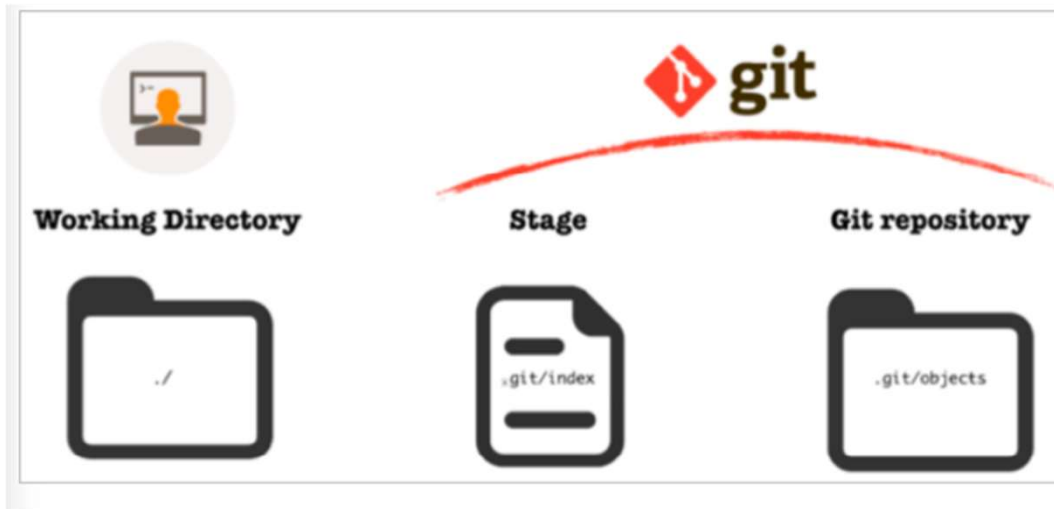 git
Working Directory
Stage
Git repository
./
.git/index
.git/objects